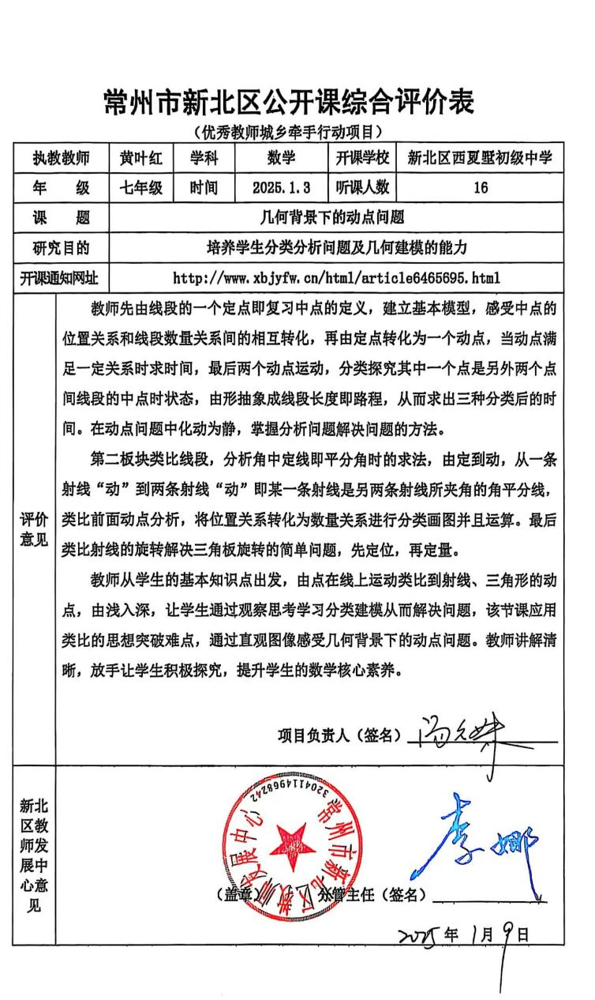 常州市新北区公开课综合评价表
（优秀教师城乡牵手行动项目）
执教教师 黄叶红 学科 数学 开课学校 新北区西夏墅初级中学
年 级 七年级 时间 2025.1.3 听课人数 16
课 题 几何背景下的动点问题
研究目的 培养学生分类分析问题及几何建模的能力
开课通知网址 http://www.xbjyfw.cn/html/article6465695.html
评价
意见
教师先由线段的一个定点即复习中点的定义，建立基本模型，感受中点的
位置关系和线段数量关系间的相互转化，再由定点转化为一个动点，当动点满
足一定关系时求时间，最后两个动点运动，分类探究其中一个点是另外两个点
间线段的中点时状态，由形抽象成线段长度即路程，从而求出三种分类后的时
间。在动点问题中化动为静，掌握分析问题解决问题的方法。
第二板块类比线段，分析角中定线即平分角时的求法，由定到动，从一条
射线“动”到两条射线“动”即某一条射线是另两条射线所夹角的角平分线，
类比前面动点分析，将位置关系转化为数量关系进行分类画图并且运算。最后
类比射线的旋转解决三角板旋转的简单问题，先定位，再定量。
教师从学生的基本知识点出发，由点在线上运动类比到射线、三角形的动
点，由浅入深，让学生通过观察思考学习分类建模从而解决问题，该节课应用
类比的思想突破难点，通过直观图像感受几何背景下的动点问题。教师讲解清
晰，放手让学生积极探究，提升学生的数学核心素养。
项目负责人（签名）
新北
区教
师发
展中
心意
见
常州市新北区教师发展中心
3204114968242
（盖章） 分管主任（签名） 李娜
2025 年 1 月 9 日